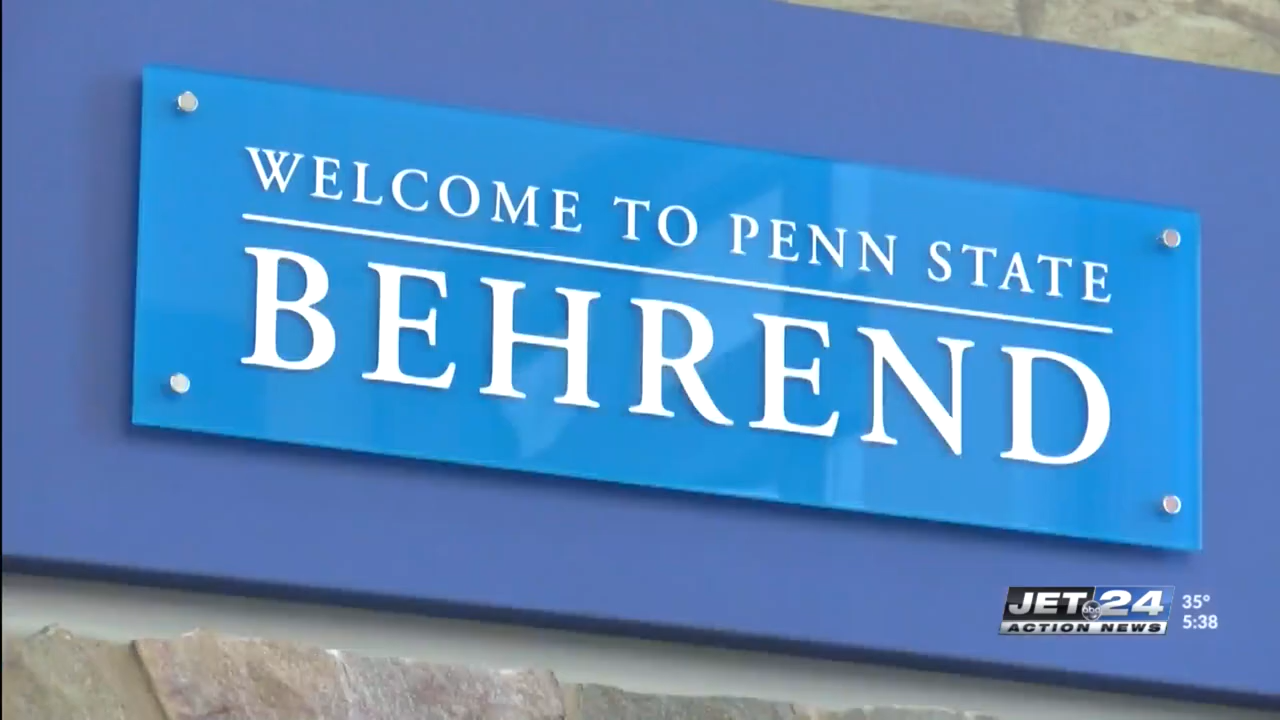 WELCOME TO PENN STATE
BEHREND
JET 24
abc
ACTION NEWS
35°
5:38